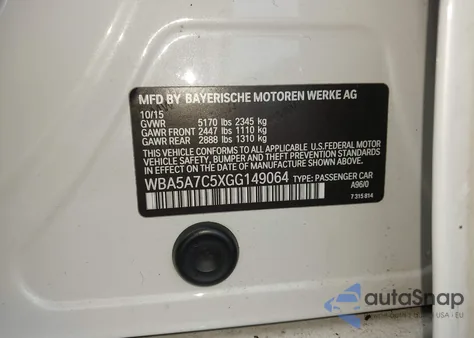 MFD BY BAYERISCHE MOTOREN WERKE AG
10/15
GVWR 5170 lbs 2345 kg
GAWR FRONT 2447 lbs 1110 kg
GAWR REAR 2888 lbs 1310 kg
THIS VEHICLE CONFORMS TO ALL APPLICABLE U.S. FEDERAL MOTOR
VEHICLE SAFETY, BUMPER AND THEFT PREVENTION STANDARDS
IN EFFECT ON THE DATE OF MANUFACTURE SHOWN ABOVE.
WBA5A7C5XGG149064 TYPE: PASSENGER CAR
A96/0
7 315 814
autoSnap
USA - EU